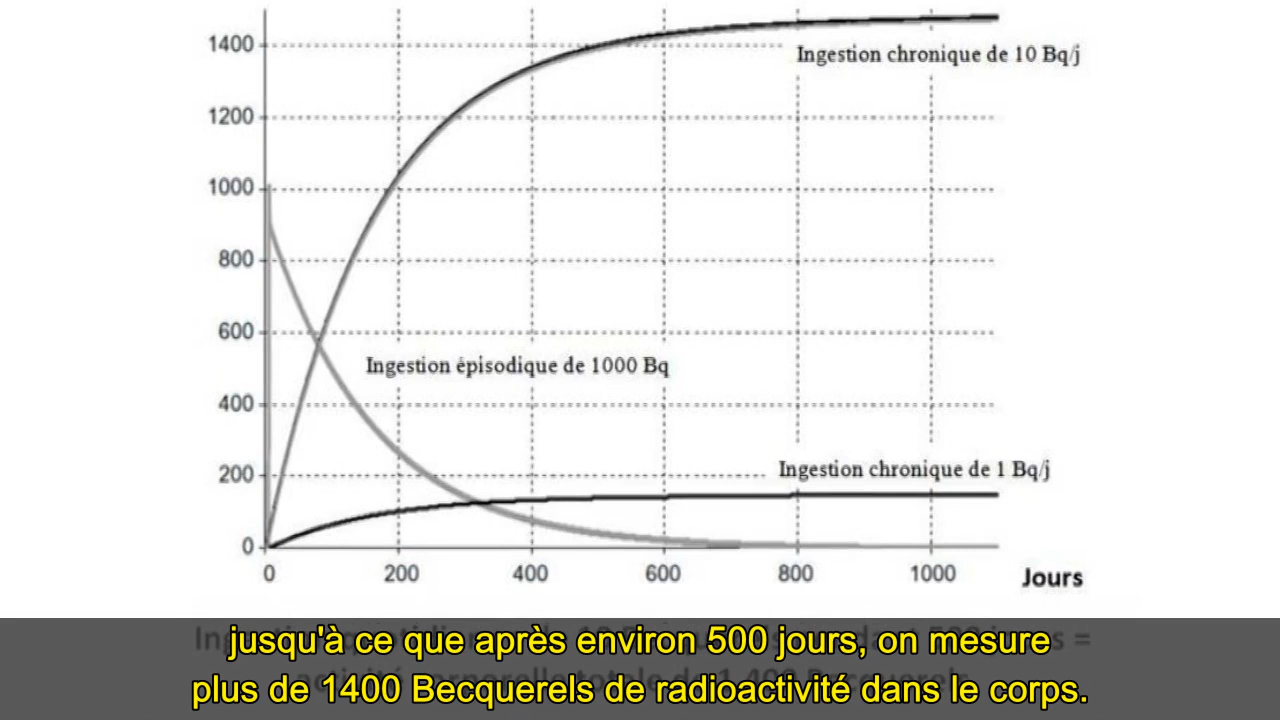 1400
Ingestion chronique de 10 Bq/j
1200
1000
800
600
Ingestion épisodique de 1000 Bq
400
200
Ingestion chronique de 1 Bq/j
0
0 200 400 600 800 1000 Jours
jusqu'à ce que après environ 500 jours, on mesure
plus de 1400 Becquerels de radioactivité dans le corps.